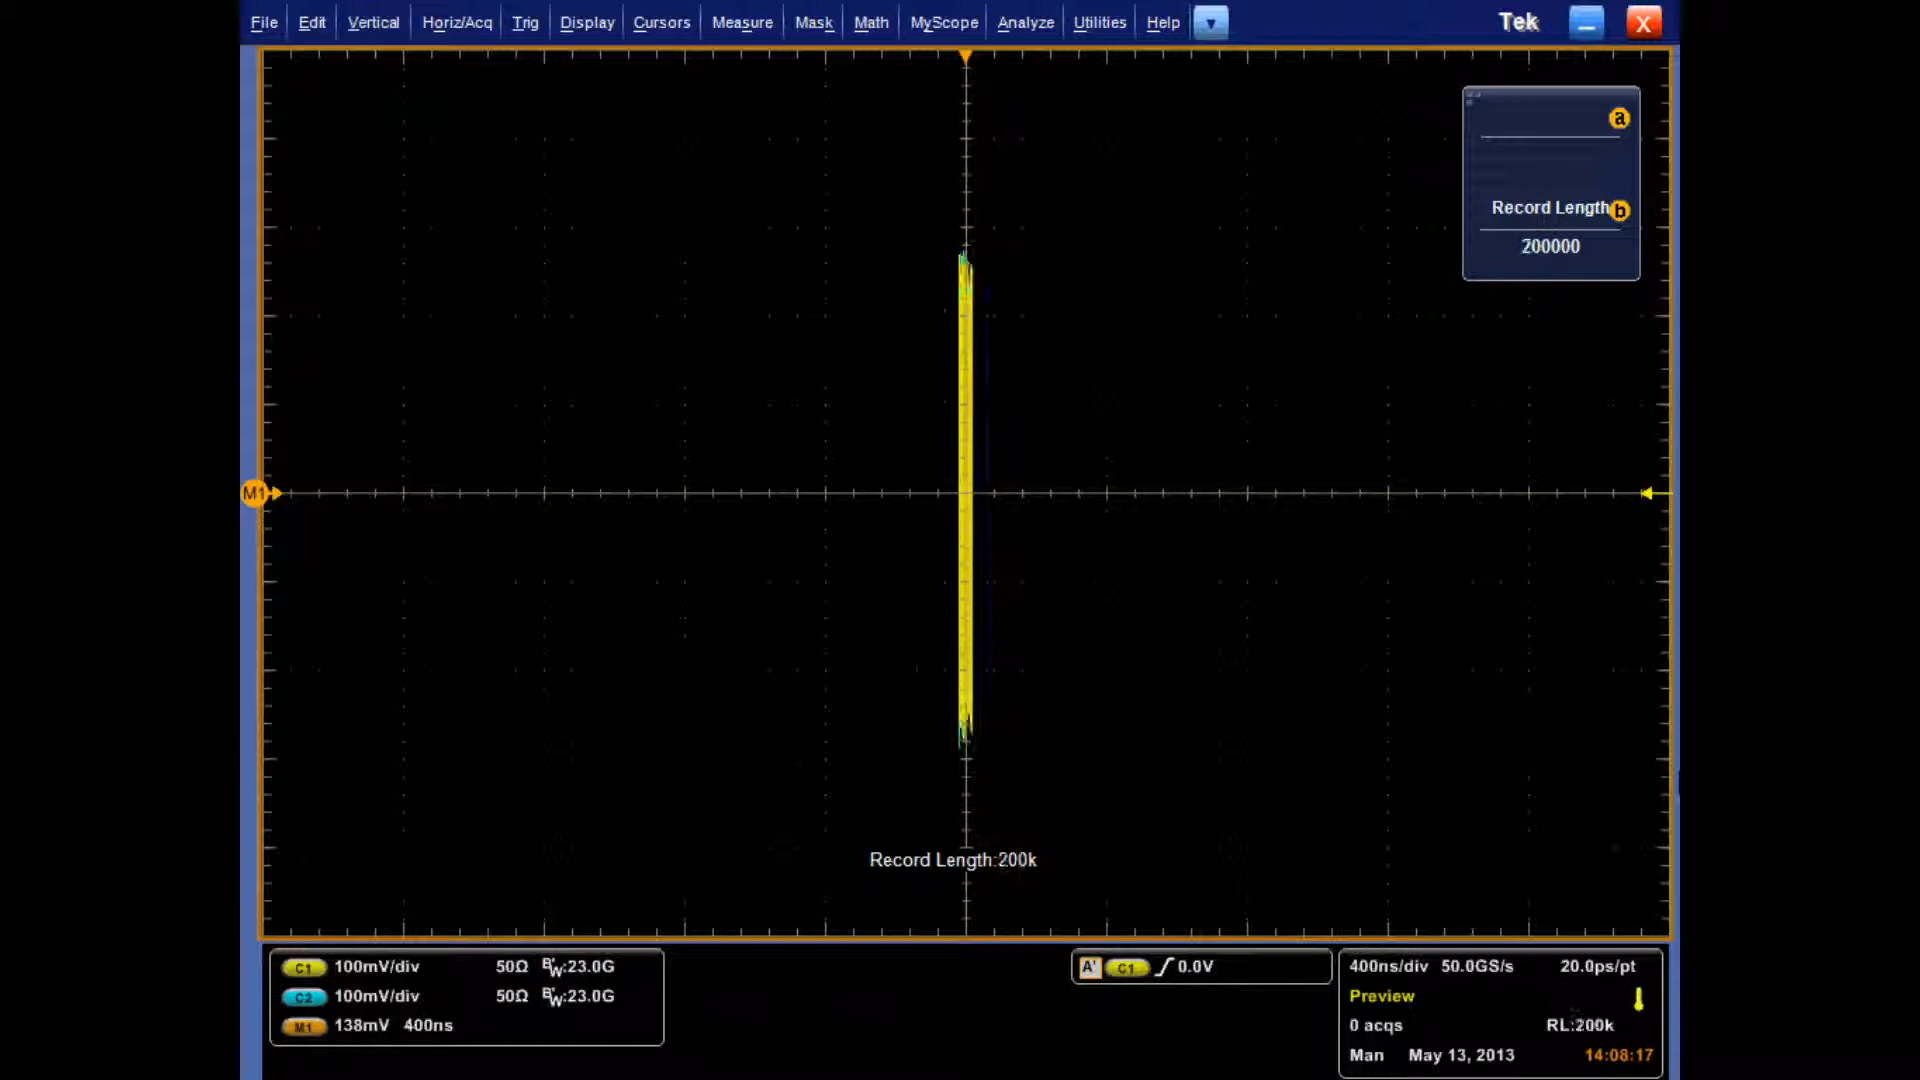 File Edit Vertical Horiz/Acq Trig Display Cursors Measure Mask Math MyScope Analyze Utilities Help Tek X
a
Record Length b
200000
M1
Record Length:200k
C1 100mV/div 50Ω BW:23.0G
C2 100mV/div 50Ω BW:23.0G
M1 138mV 400ns
A' C1 0.0V
400ns/div 50.0GS/s 20.0ps/pt
Preview
0 acqs RL:200k
Man May 13, 2013 14:08:17